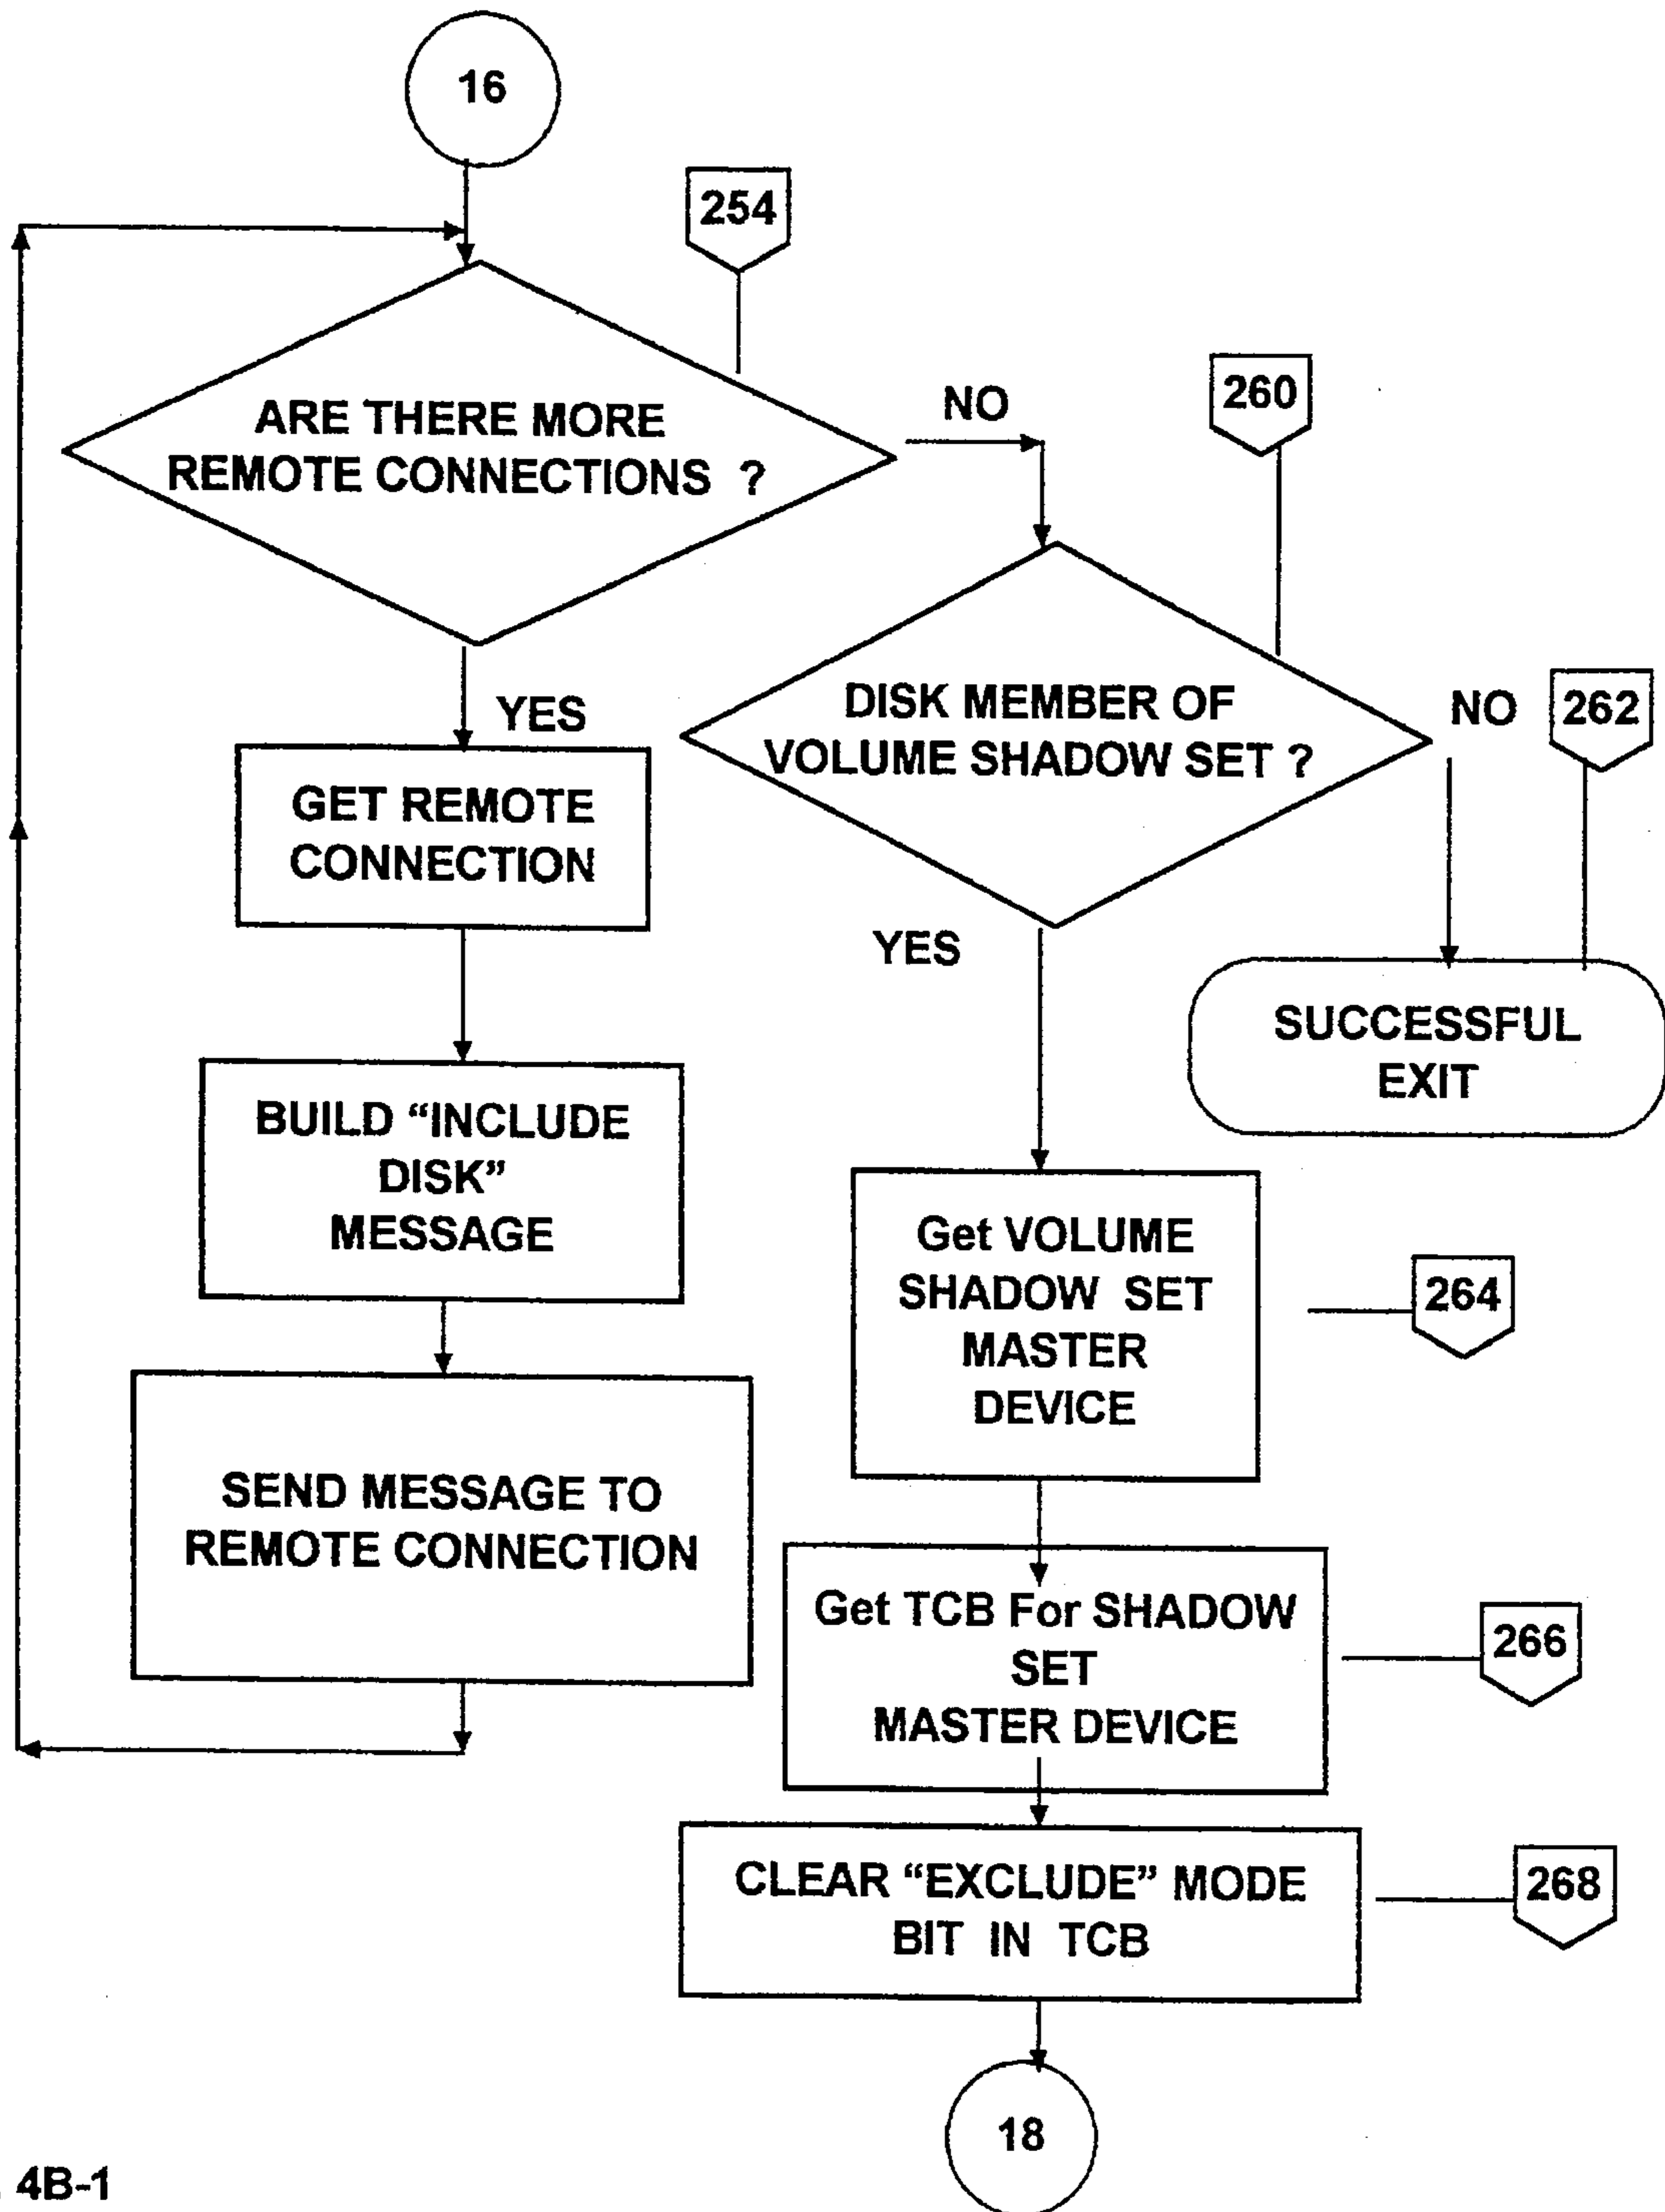 16
254
ARE THERE MORE
REMOTE CONNECTIONS ?
NO
260
YES
DISK MEMBER OF
VOLUME SHADOW SET ?
NO
262
GET REMOTE
CONNECTION
YES
SUCCESSFUL
EXIT
BUILD “INCLUDE
DISK”
MESSAGE
Get VOLUME
SHADOW SET
MASTER
DEVICE
264
SEND MESSAGE TO
REMOTE CONNECTION
Get TCB For SHADOW
SET
MASTER DEVICE
266
CLEAR “EXCLUDE” MODE
BIT IN TCB
268
18
4B-1